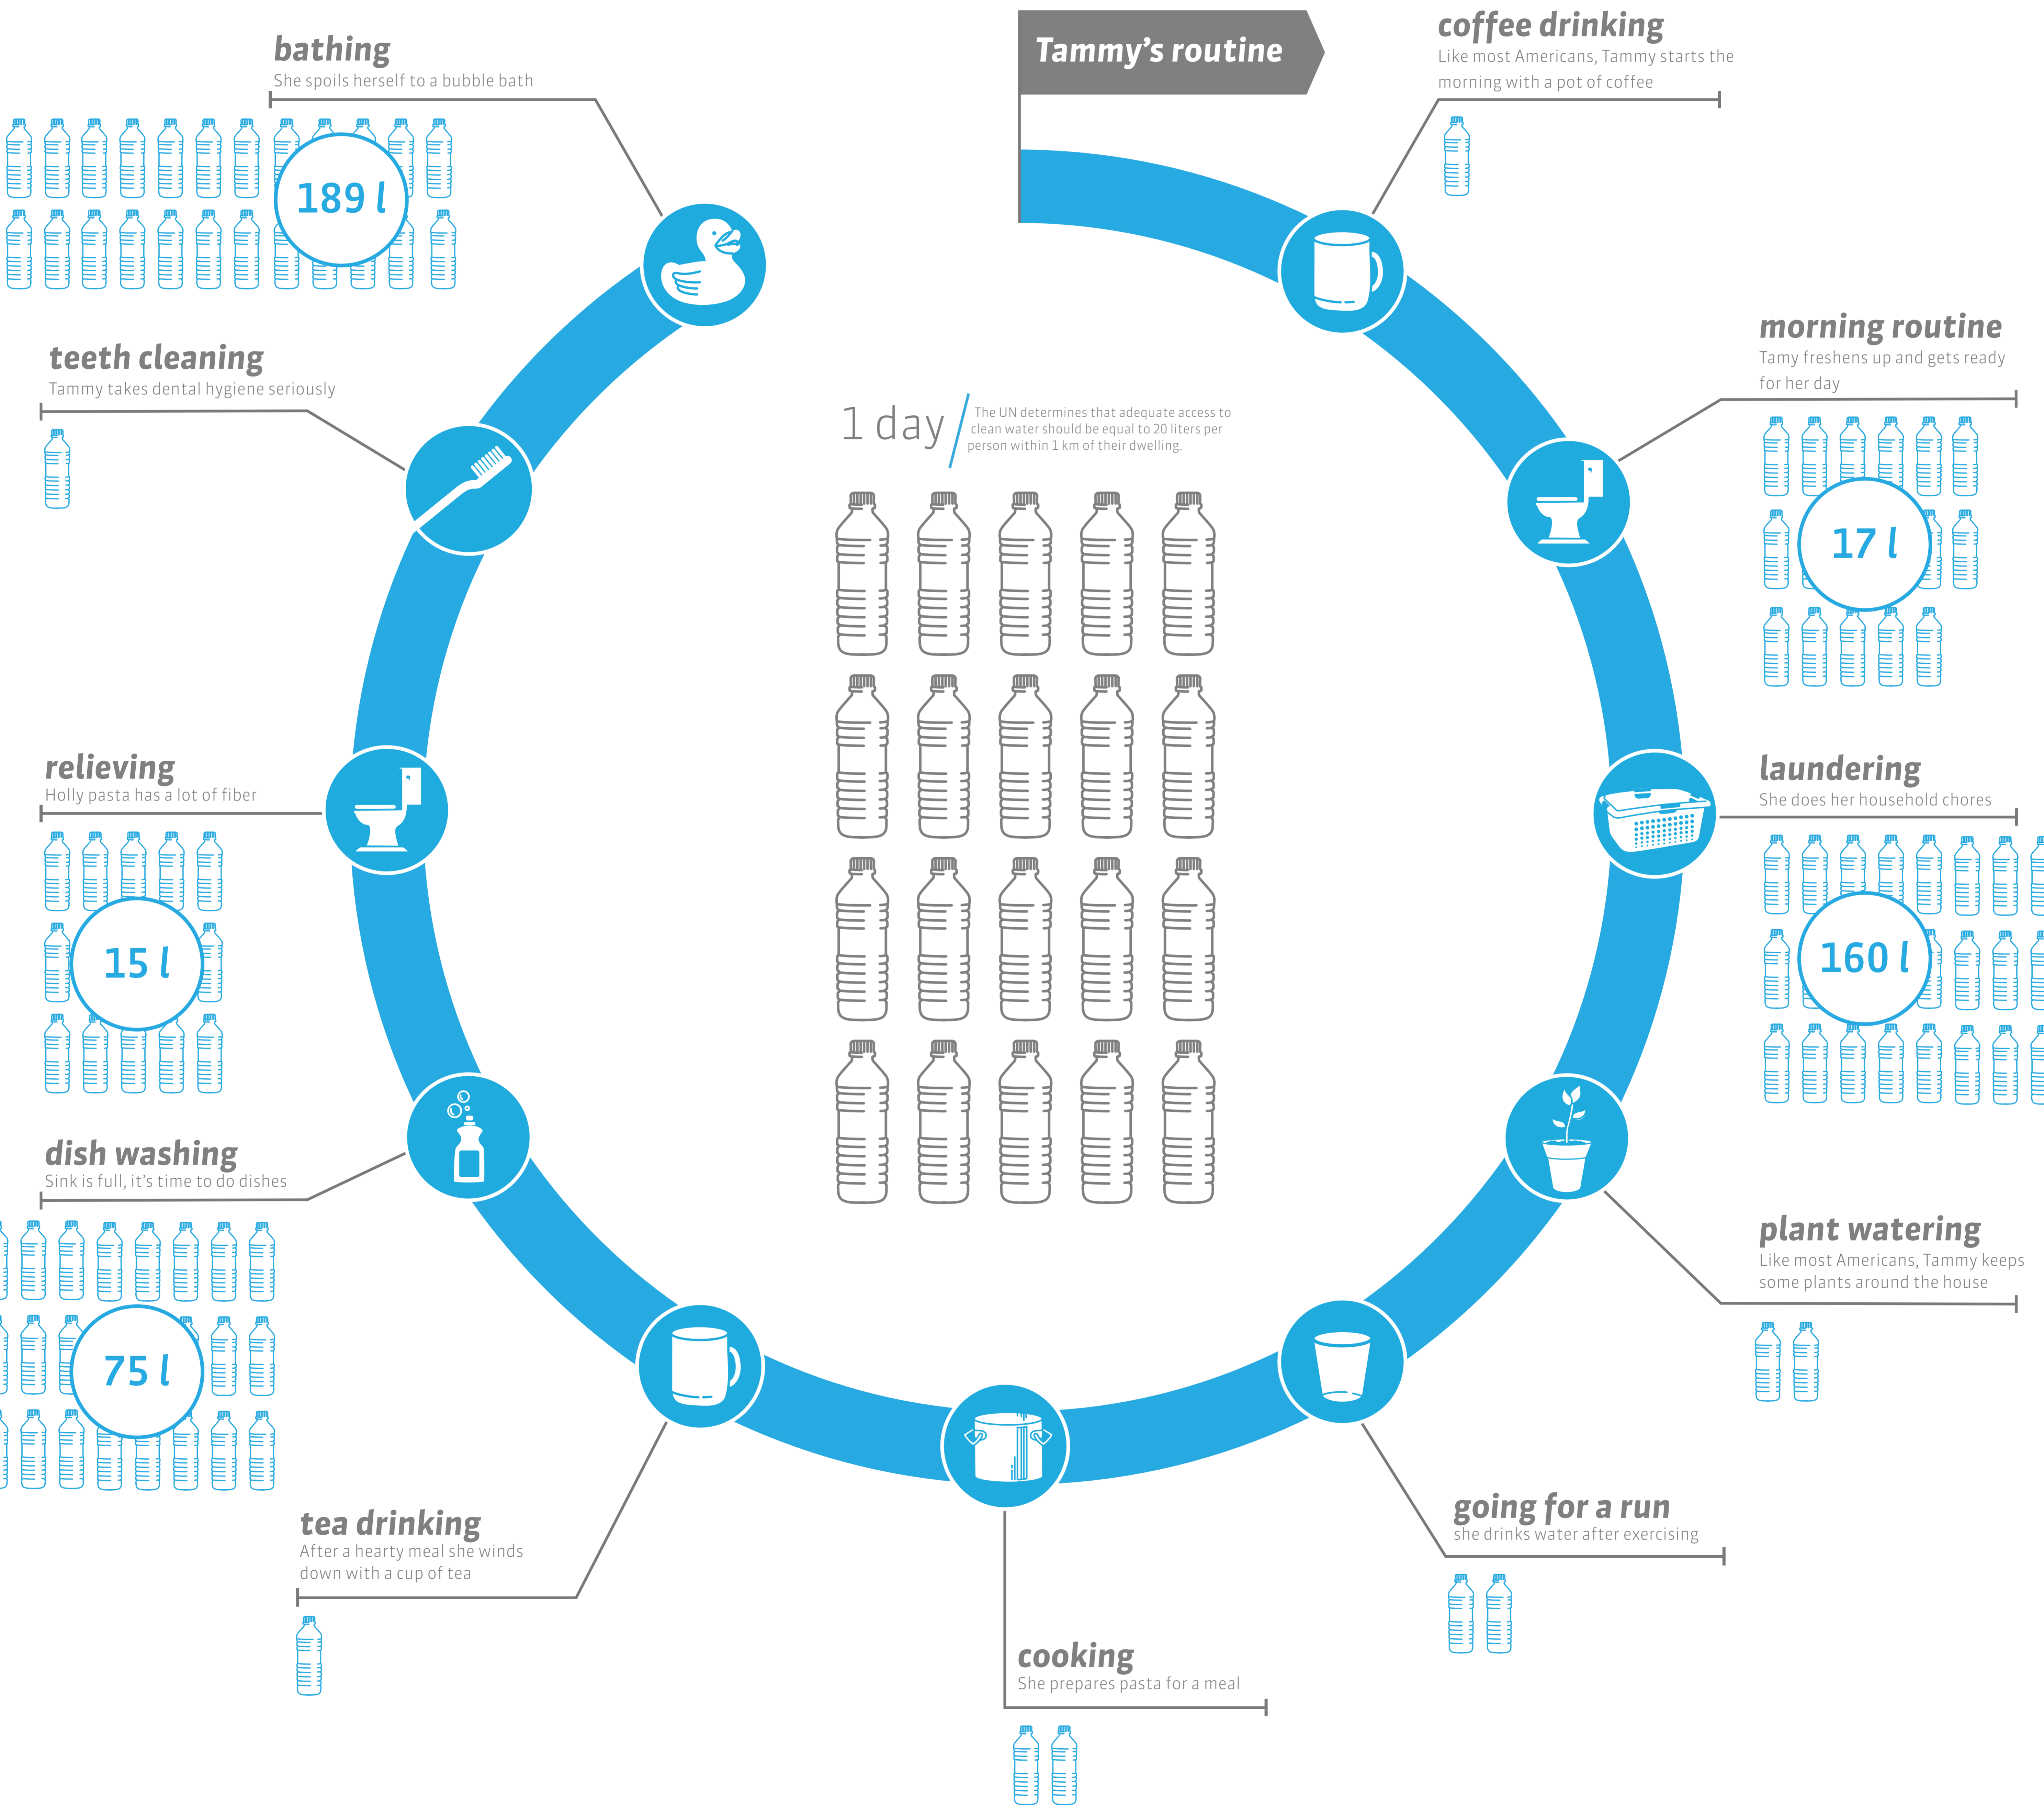 Tammy's routine
coffee drinking
Like most Americans, Tammy starts the
morning with a pot of coffee
morning routine
Tamy freshens up and gets ready
for her day
17 l
laundering
She does her household chores
160 l
plant watering
Like most Americans, Tammy keeps
some plants around the house
going for a run
she drinks water after exercising
cooking
She prepares pasta for a meal
tea drinking
After a hearty meal she winds
down with a cup of tea
dish washing
Sink is full, it's time to do dishes
75 l
relieving
Holly pasta has a lot of fiber
15 l
teeth cleaning
Tammy takes dental hygiene seriously
bathing
She spoils herself to a bubble bath
189 l
1 day
The UN determines that adequate access to
clean water should be equal to 20 liters per
person within 1 km of their dwelling.